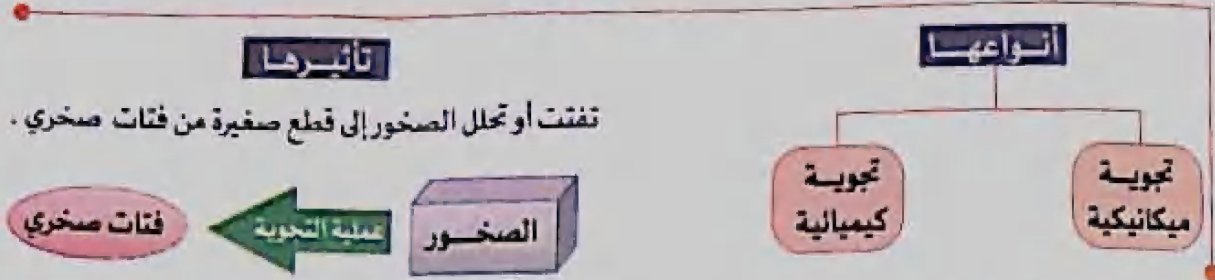 أنواعها
تجوية
ميكانيكية
تجوية
كيميائية
تأثيرها
تفتت أو تحلل الصخور إلى قطع صغيرة من فتات صخري .
الصخور
عملية التجوية
فتات صخري